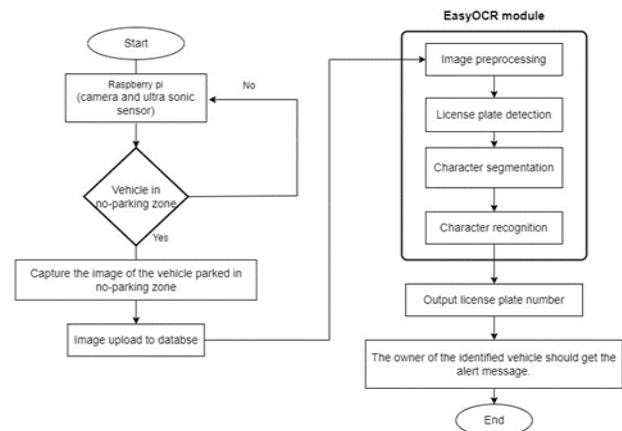 Start
Raspberry pi
(camera and ultra sonic
sensor)
No
Vehicle in
no-parking zone
Yes
Capture the image of the vehicle parked in
no-parking zone
Image upload to databse
EasyOCR module
Image preprocessing
License plate detection
Character segmentation
Character recognition
Output license plate number
The owner of the identified vehicle should get the
alert message.
End